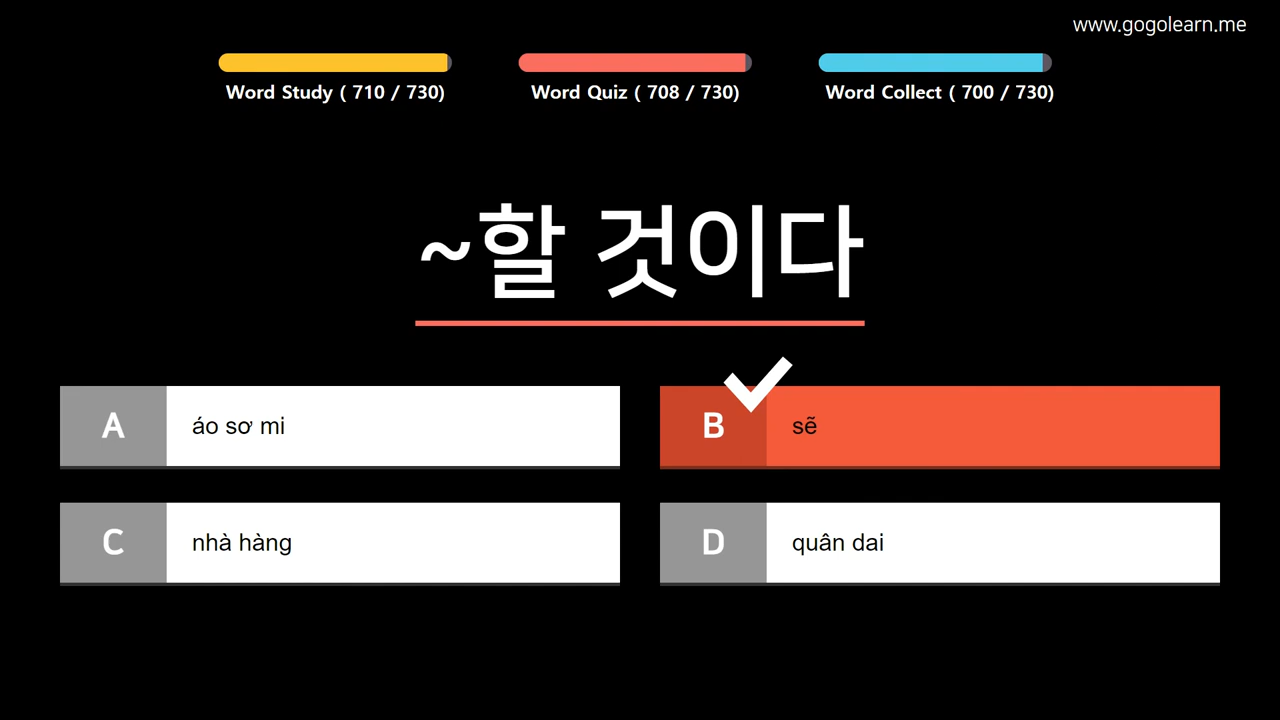 www.gogolearn.me
Word Study ( 710 / 730)
Word Quiz ( 708 / 730)
Word Collect ( 700 / 730)
~할 것이다
A
áo sơ mi
B
sẽ
C
nhà hàng
D
quân dai